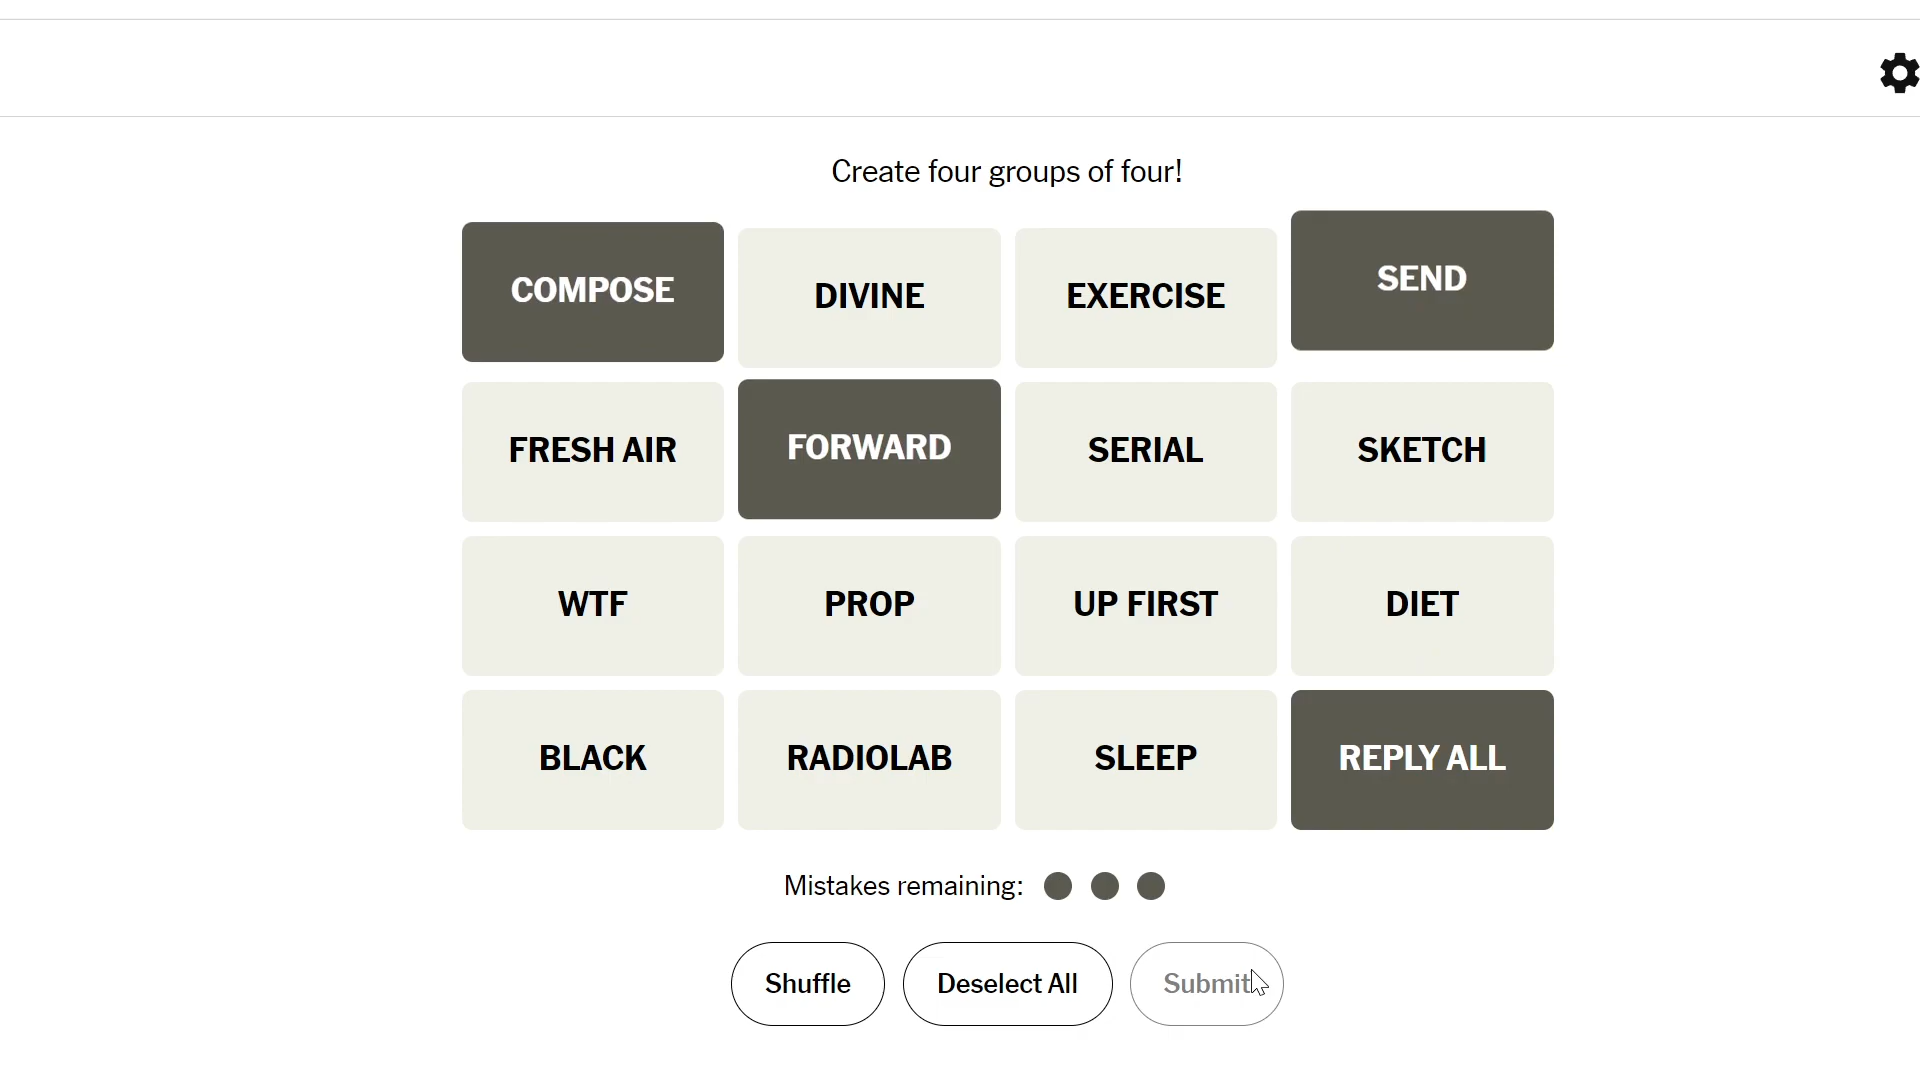 Create four groups of four!
COMPOSE DIVINE EXERCISE SEND
FRESH AIR FORWARD SERIAL SKETCH
WTF PROP UP FIRST DIET
BLACK RADIOLAB SLEEP REPLY ALL
Mistakes remaining:
Shuffle Deselect All Submit